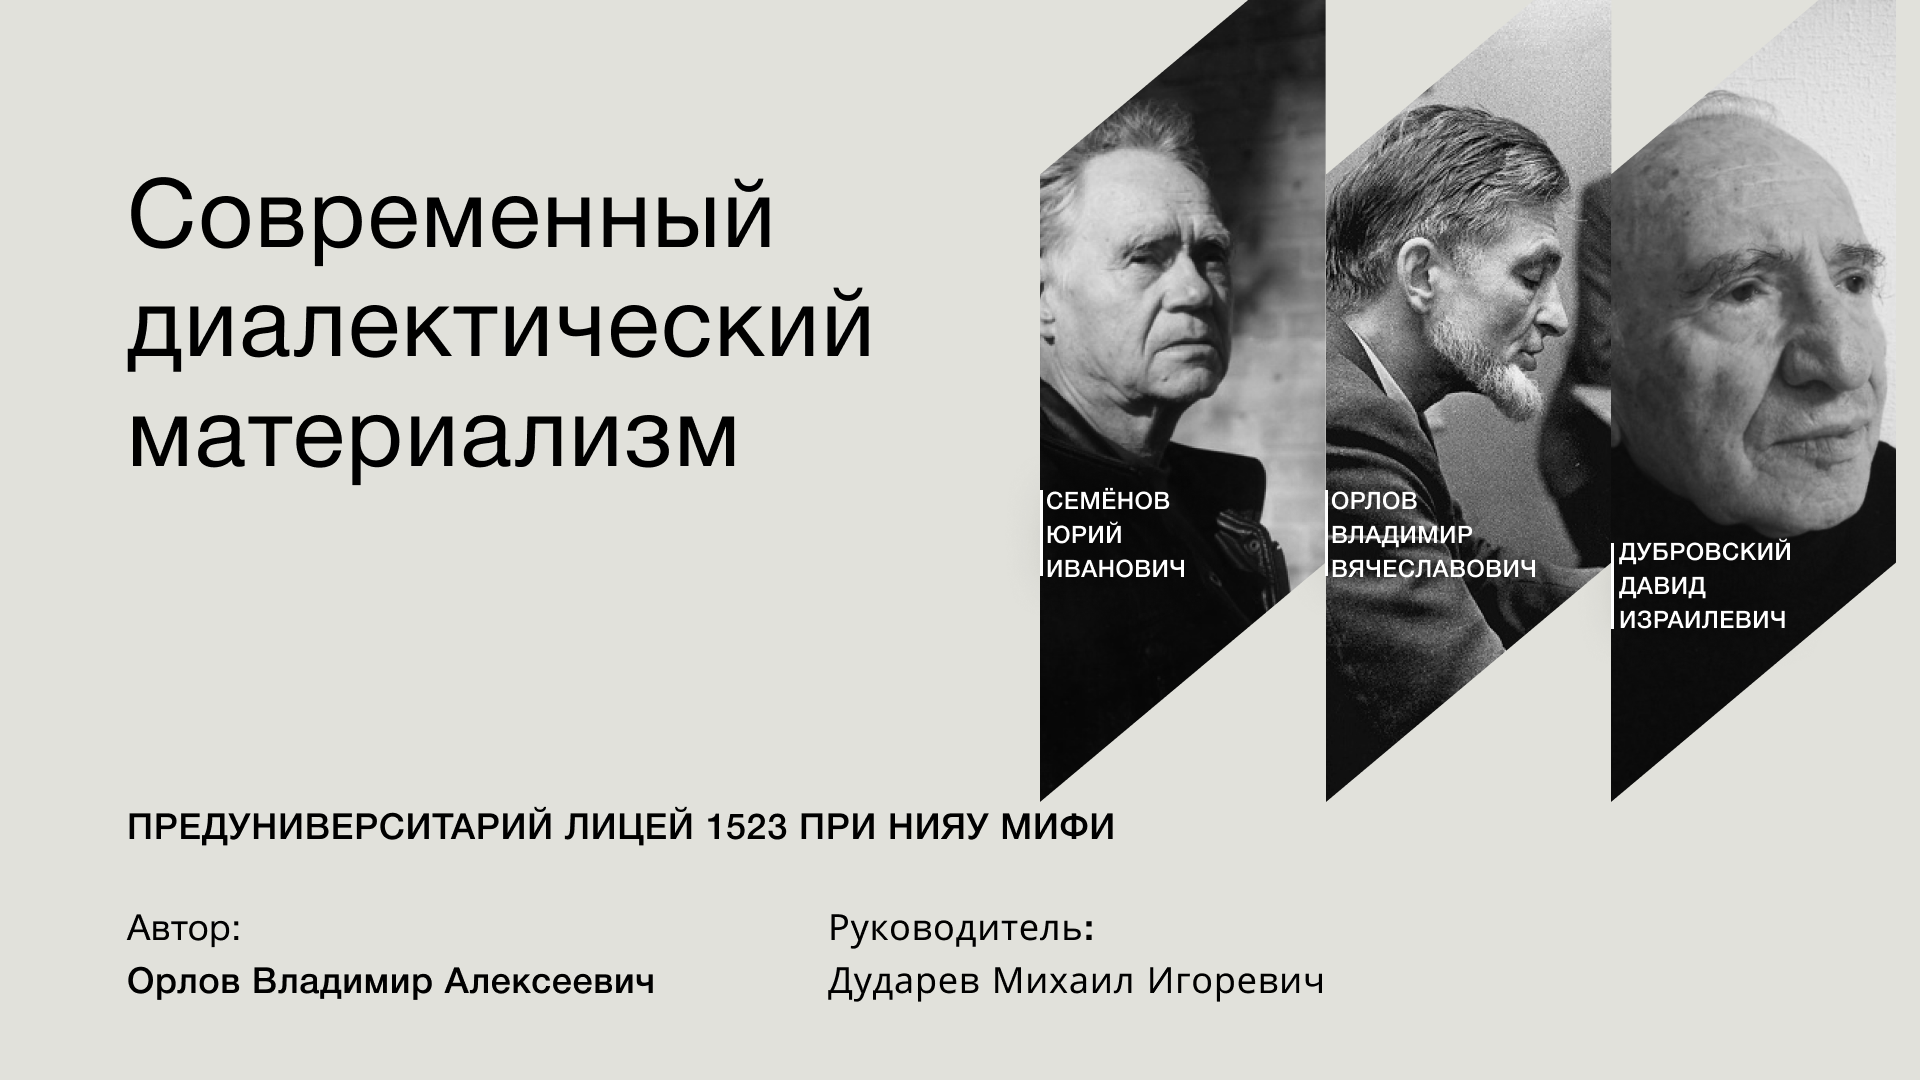 Современный
диалектический
материализм
СЕМЁНОВ
ЮРИЙ
ИВАНОВИЧ
ОРЛОВ
ВЛАДИМИР
ВЯЧЕСЛАВОВИЧ
ДУБРОВСКИЙ
ДАВИД
ИЗРАИЛЕВИЧ
ПРЕДУНИВЕРСИТАРИЙ ЛИЦЕЙ 1523 ПРИ НИЯУ МИФИ
Автор:
Орлов Владимир Алексеевич
Руководитель:
Дударев Михаил Игоревич